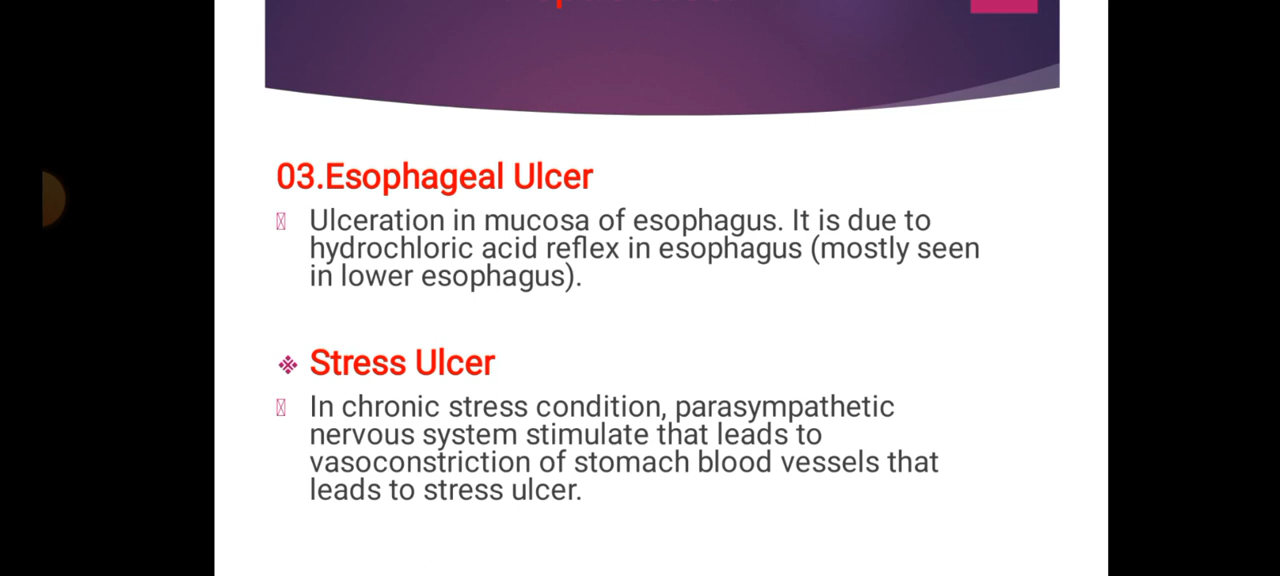 03.Esophageal Ulcer
Ulceration in mucosa of esophagus. It is due to
hydrochloric acid reflex in esophagus (mostly seen
in lower esophagus).
Stress Ulcer
In chronic stress condition, parasympathetic
nervous system stimulate that leads to
vasoconstriction of stomach blood vessels that
leads to stress ulcer.